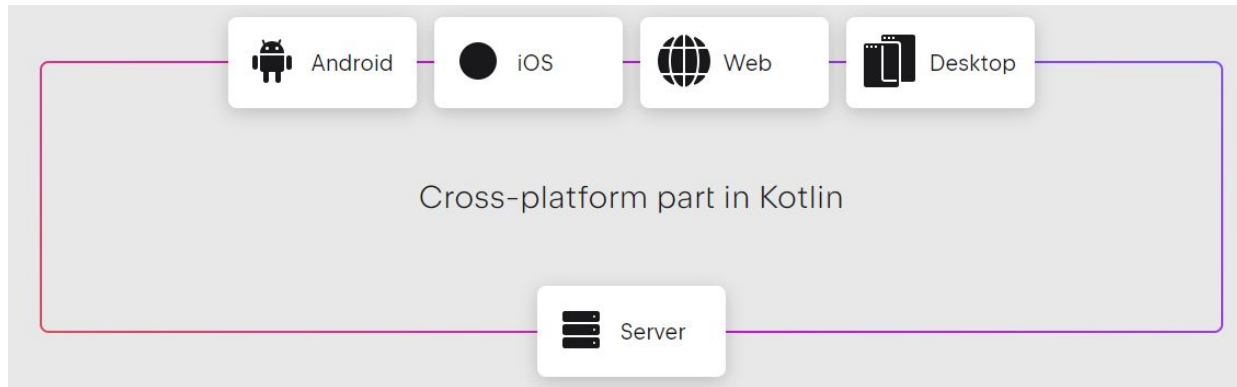 Android
iOS
Web
Desktop
Cross-platform part in Kotlin
Server